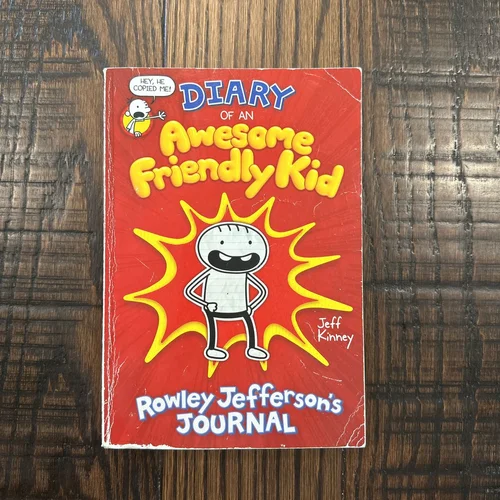 HEY, HE
COPIED ME!
DIARY
OF AN
Awesome
Friendly Kid
Jeff
Kinney
Rowley Jefferson's
JOURNAL